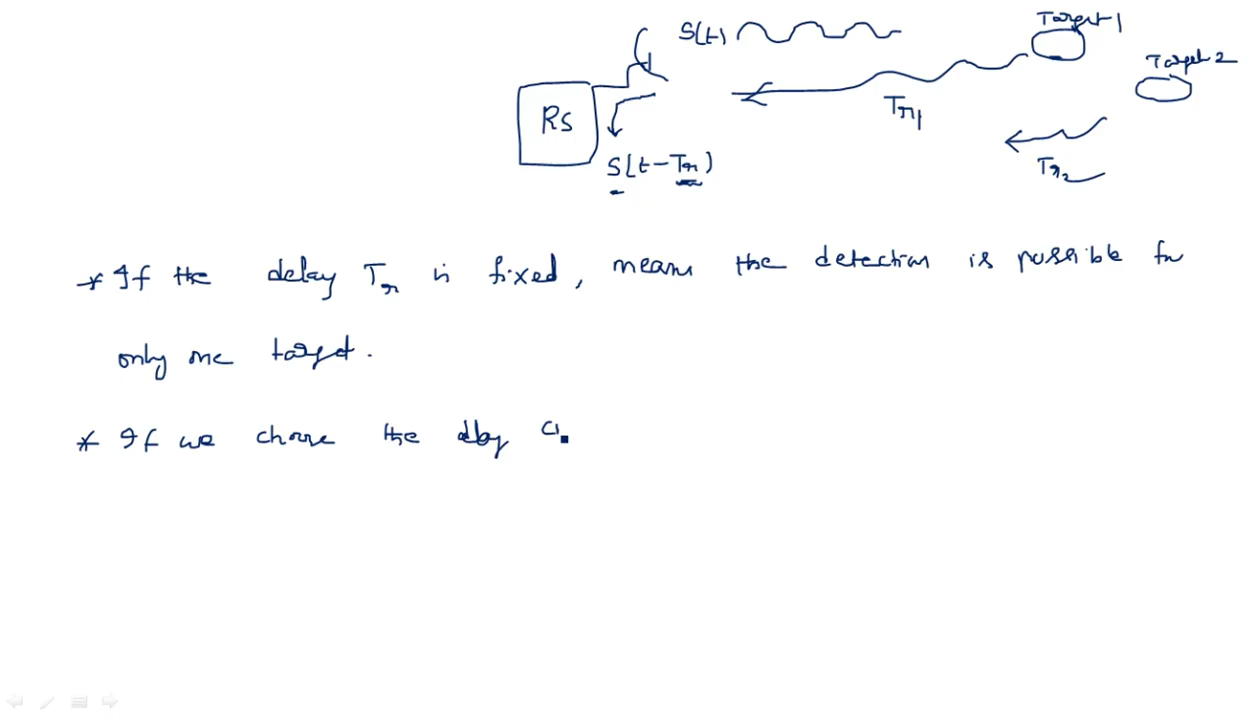 Target 1
S(t)
Target 2
RS
Tr1
S(t-Tr)
Tr2
* If the delay Tr is fixed, means the detection is possible for
only one target.
* If we choose the delay